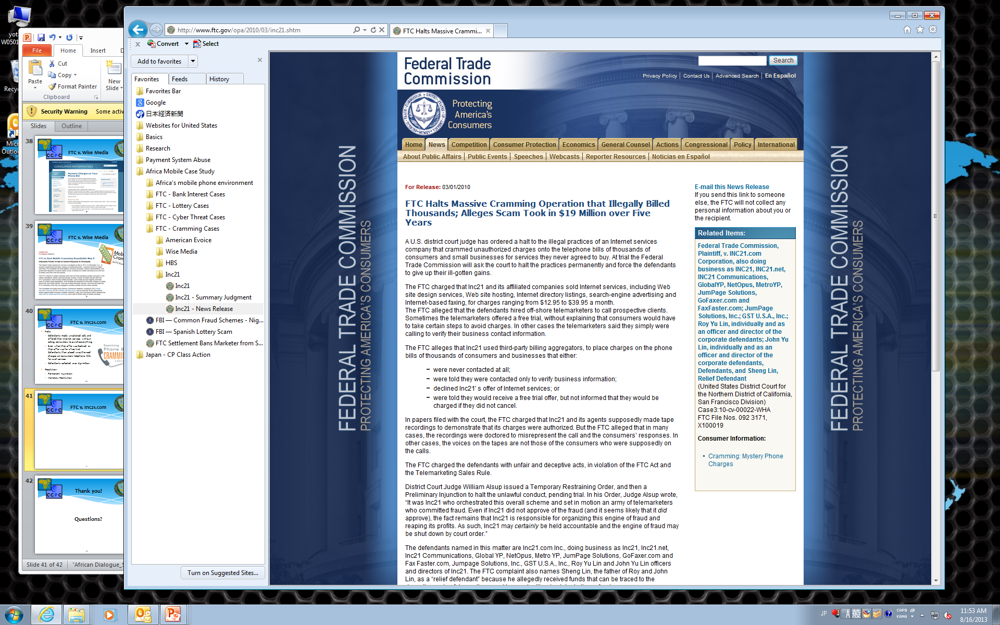 http://www.ftc.gov/opa/2010/03/inc21.shtm
FTC Halts Massive Crammi...
Convert
Select
Add to favorites
Favorites
Feeds
History
Favorites Bar
Google
日本経済新聞
Websites for United States
Basics
Research
Payment System Abuse
Africa Mobile Case Study
Africa's mobile phone environment
FTC - Bank Interest Cases
FTC - Lottery Cases
FTC - Cyber Threat Cases
FTC - Cramming Cases
American Evoice
Wise Media
HBS
Inc21
Inc21
Inc21 - Summary Judgment
Inc21 - News Release
FBI — Common Fraud Schemes - Nig...
FBI — Spanish Lottery Scam
FTC Settlement Bans Marketer from S...
Japan - CP Class Action
Turn on Suggested Sites...
File
Home
Insert
Paste
Cut
Copy
Format Painter
Clipboard
New
Slide
Security Warning
Some activ
Slides
Outline
38
CCPC
FTC v. Wise Media
CONSUMER INFORMATION
Mystery Charges on Your
Phone Bill
39
CCPC
FTC v. Wise Media
FTC to Host Mobile Cramming Roundtable May 8
40
CCPC
FTC v. Inc21.com
Resolution:
Permanent Injunction
Monetary Restitution
41
CCPC
FTC v. Inc21.com
42
CCPC
Thank you!
Questions?
Slide 41 of 42
"African Dialogue_S
Federal Trade
Commission
Search
Privacy Policy | Contact Us | Advanced Search | En Español
Protecting
America's
Consumers
Home
News
Competition
Consumer Protection
Economics
General Counsel
Actions
Congressional
Policy
International
About Public Affairs | Public Events | Speeches | Webcasts | Reporter Resources | Noticias en Español
FEDERAL TRADE COMMISSION
PROTECTING AMERICA'S CONSUMERS
For Release: 03/01/2010
FTC Halts Massive Cramming Operation that Illegally Billed
Thousands; Alleges Scam Took in $19 Million over Five
Years
A U.S. district court judge has ordered a halt to the illegal practices of an Internet services
company that crammed unauthorized charges onto the telephone bills of thousands of
consumers and small businesses for services they never agreed to buy. At trial the Federal
Trade Commission will ask the court to halt the practices permanently and force the defendants
to give up their ill-gotten gains.
The FTC charged that Inc21 and its affiliated companies sold Internet services, including Web
site design services, Web site hosting, Internet directory listings, search-engine advertising and
Internet-based faxing, for charges ranging from $12.95 to $39.95 a month.
The FTC alleged that the defendants hired off-shore telemarketers to call prospective clients.
Sometimes the telemarketers offered a free trial, without explaining that consumers would have
to take certain steps to avoid charges. In other cases the telemarketers said they simply were
calling to verify their business contact information.
The FTC alleges that Inc21 used third-party billing aggregators, to place charges on the phone
bills of thousands of consumers and businesses that either:
– were never contacted at all;
– were told they were contacted only to verify business information;
– declined Inc21' s offer of Internet services; or
– were told they would receive a free trial offer, but not informed that they would be
charged if they did not cancel.
In papers filed with the court, the FTC charged that Inc21 and its agents supposedly made tape
recordings to demonstrate that its charges were authorized. But the FTC alleged that in many
cases, the recordings were doctored to misrepresent the call and the consumers' responses. In
other cases, the voices on the tapes are not those of the consumers who were supposedly on
the calls.
The FTC charged the defendants with unfair and deceptive acts, in violation of the FTC Act and
the Telemarketing Sales Rule.
District Court Judge William Alsup issued a Temporary Restraining Order, and then a
Preliminary Injunction to halt the unlawful conduct, pending trial. In his Order, Judge Alsup wrote,
“It was Inc21 who orchestrated this overall scheme and set in motion an army of telemarketers
who committed fraud. Even if Inc21 did not approve of the fraud (and it seems likely that it did
approve), the fact remains that Inc21 is responsible for organizing this engine of fraud and
reaping its profits. As such, Inc21 may certainly be held accountable and the engine of fraud may
be shut down by court order.”
The defendants named in this matter are Inc21.com Inc., doing business as Inc21, Inc21.net,
Inc21 Communications, Global YP, NetOpus, Metro YP, JumPage Solutions, GoFaxer.com and
Fax Faster.com, Jumpage Solutions, Inc., GST U.S.A., Inc., Roy Yu Lin and John Yu Lin officers
and directors of Inc21. The FTC complaint also names Sheng Lin, the father of Roy and John
Lin, as a “relief defendant” because he allegedly received funds that can be traced to the
E-mail this News Release
If you send this link to someone
else, the FTC will not collect any
personal information about you or
the recipient.
Related Items:
Federal Trade Commission,
Plaintiff, v. INC21.com
Corporation, also doing
business as INC21, INC21.net,
INC21 Communications,
GlobalYP, NetOpus, MetroYP,
JumPage Solutions,
GoFaxer.com and
FaxFaster.com; JumPage
Solutions, Inc.; GST U.S.A., Inc.;
Roy Yu Lin, individually and as
an officer and director of the
corporate defendants; John Yu
Lin, individually and as an
officer and director of the
corporate defendants,
Defendants, and Sheng Lin,
Relief Defendant
(United States District Court for
the Northern District of California,
San Francisco Division)
Case3:10-cv-00022-WHA
FTC File Nos. 092 3171,
X100019
Consumer Information:
Cramming: Mystery Phone
Charges
FEDERAL TRADE COMMISSION
PROTECTING AMERICA'S CONSUMERS
JP
A 般
CAPS
KANA
11:53 AM
8/16/2013